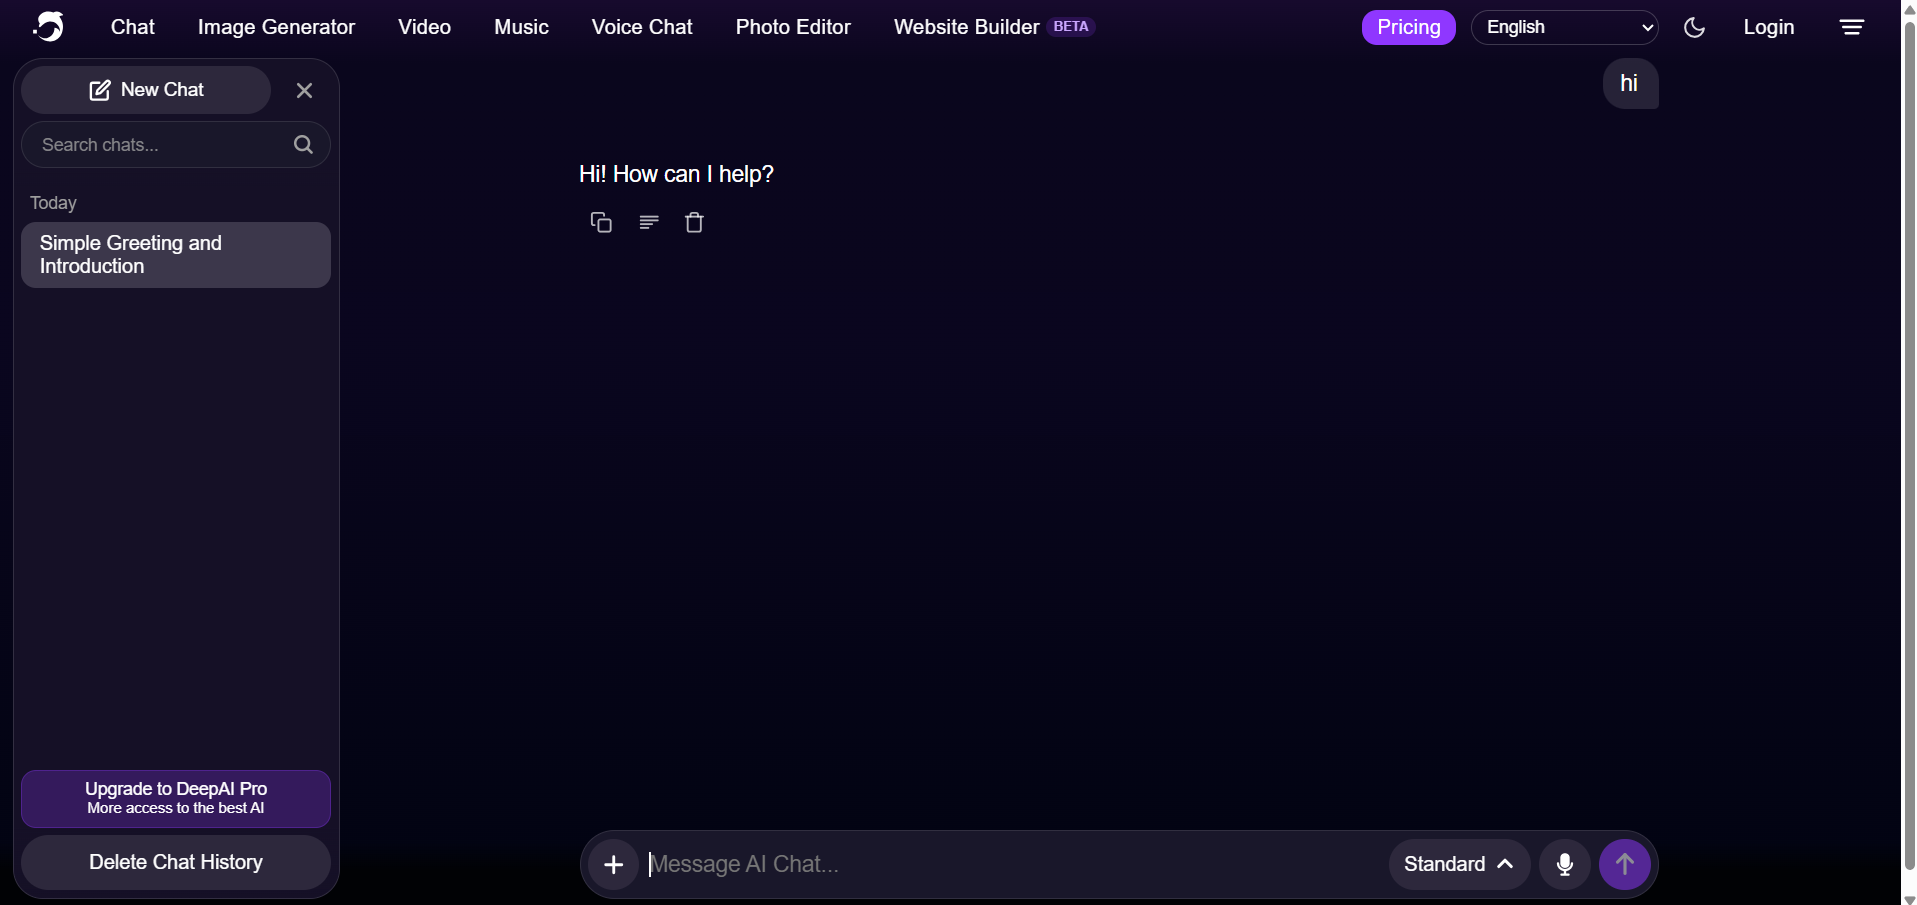 Chat Image Generator Video Music Voice Chat Photo Editor Website Builder BETA Pricing English Login
New Chat
Search chats...
Today
Simple Greeting and
Introduction
Upgrade to DeepAI Pro
More access to the best AI
Delete Chat History
hi
Hi! How can I help?
Message AI Chat... Standard